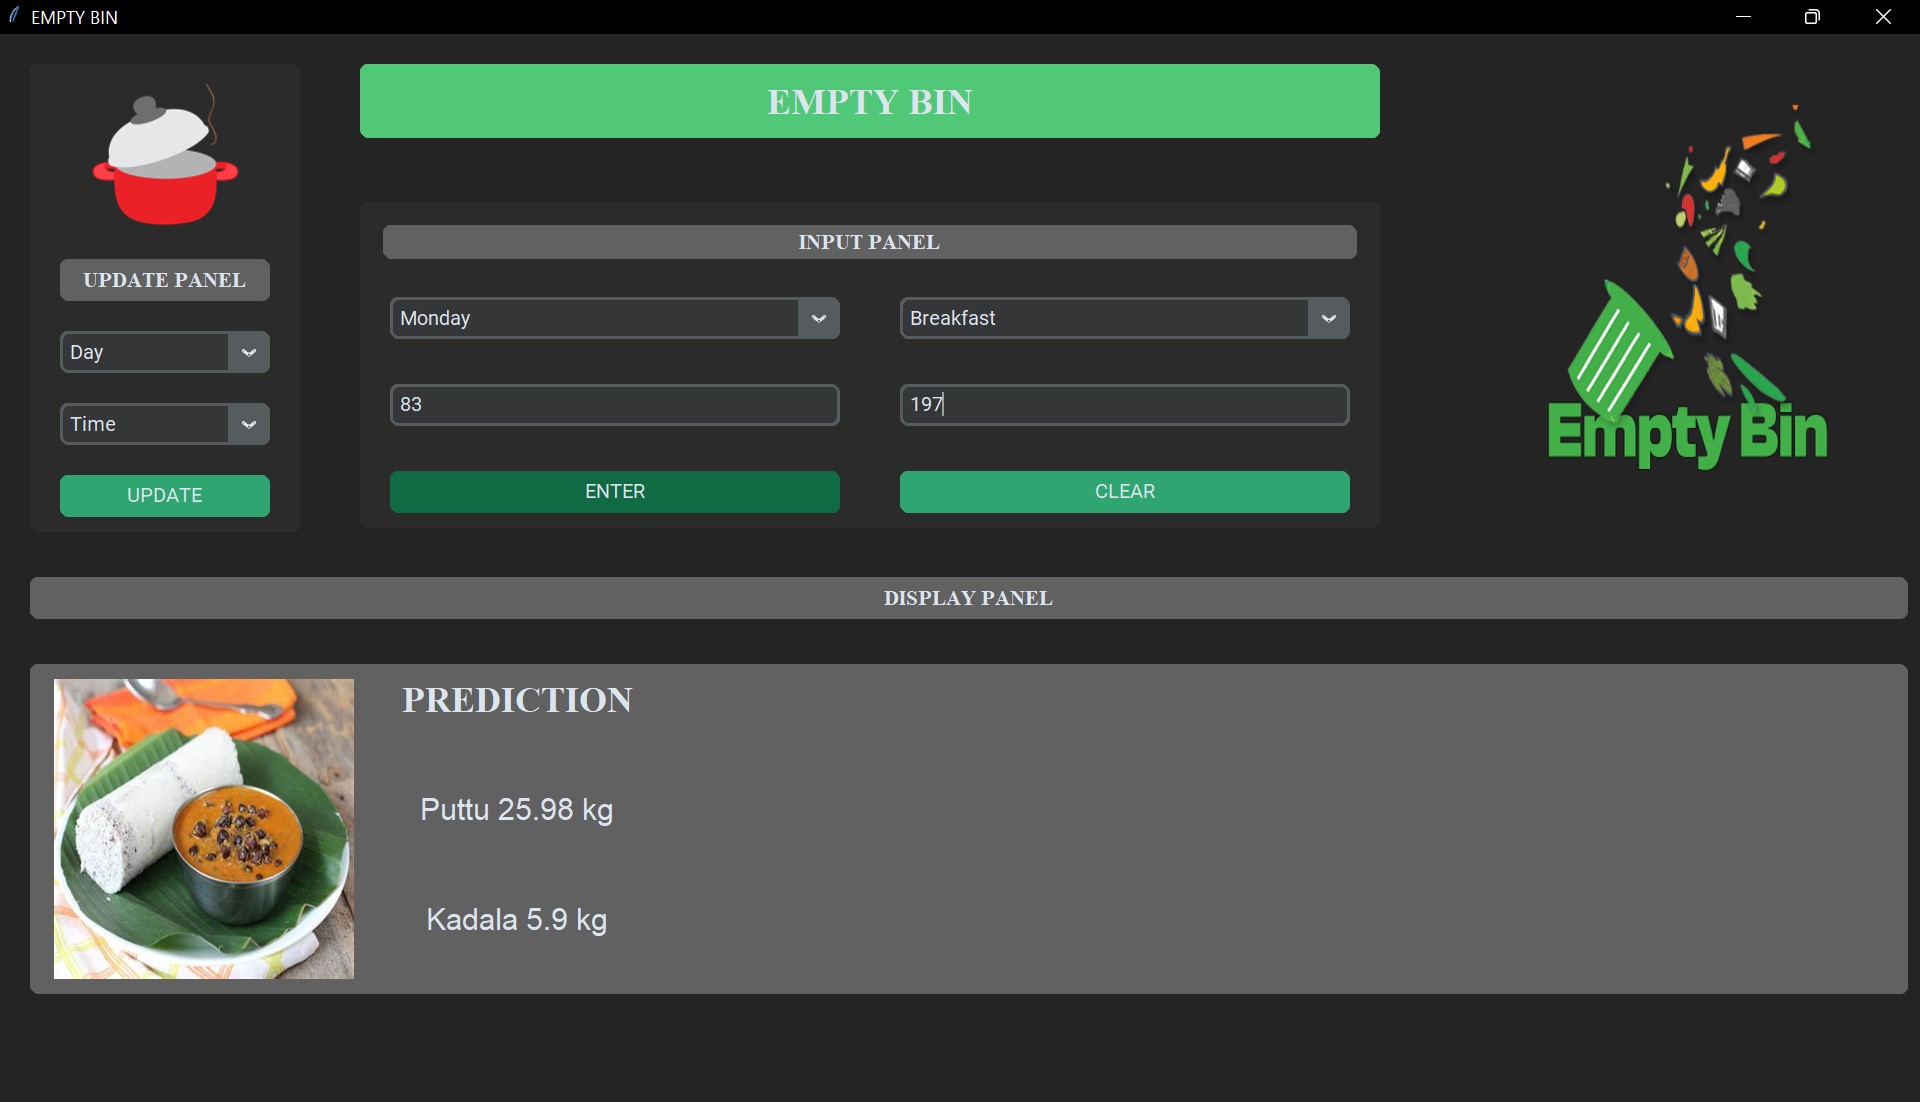 EMPTY BIN
EMPTY BIN
UPDATE PANEL
Day
Time
UPDATE
INPUT PANEL
Monday
Breakfast
83
197
ENTER
CLEAR
Empty Bin
DISPLAY PANEL
PREDICTION
Puttu 25.98 kg
Kadala 5.9 kg